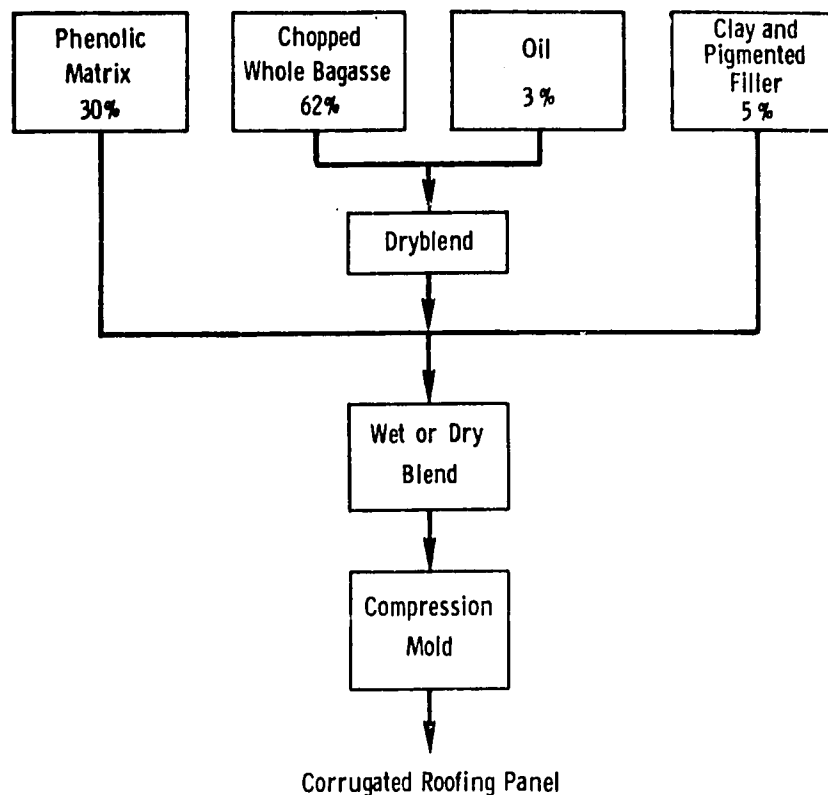 Phenolic
Matrix
30%
Chopped
Whole Bagasse
62%
Oil
3%
Clay and
Pigmented
Filler
5%
Dryblend
Wet or Dry
Blend
Compression
Mold
Corrugated Roofing Panel